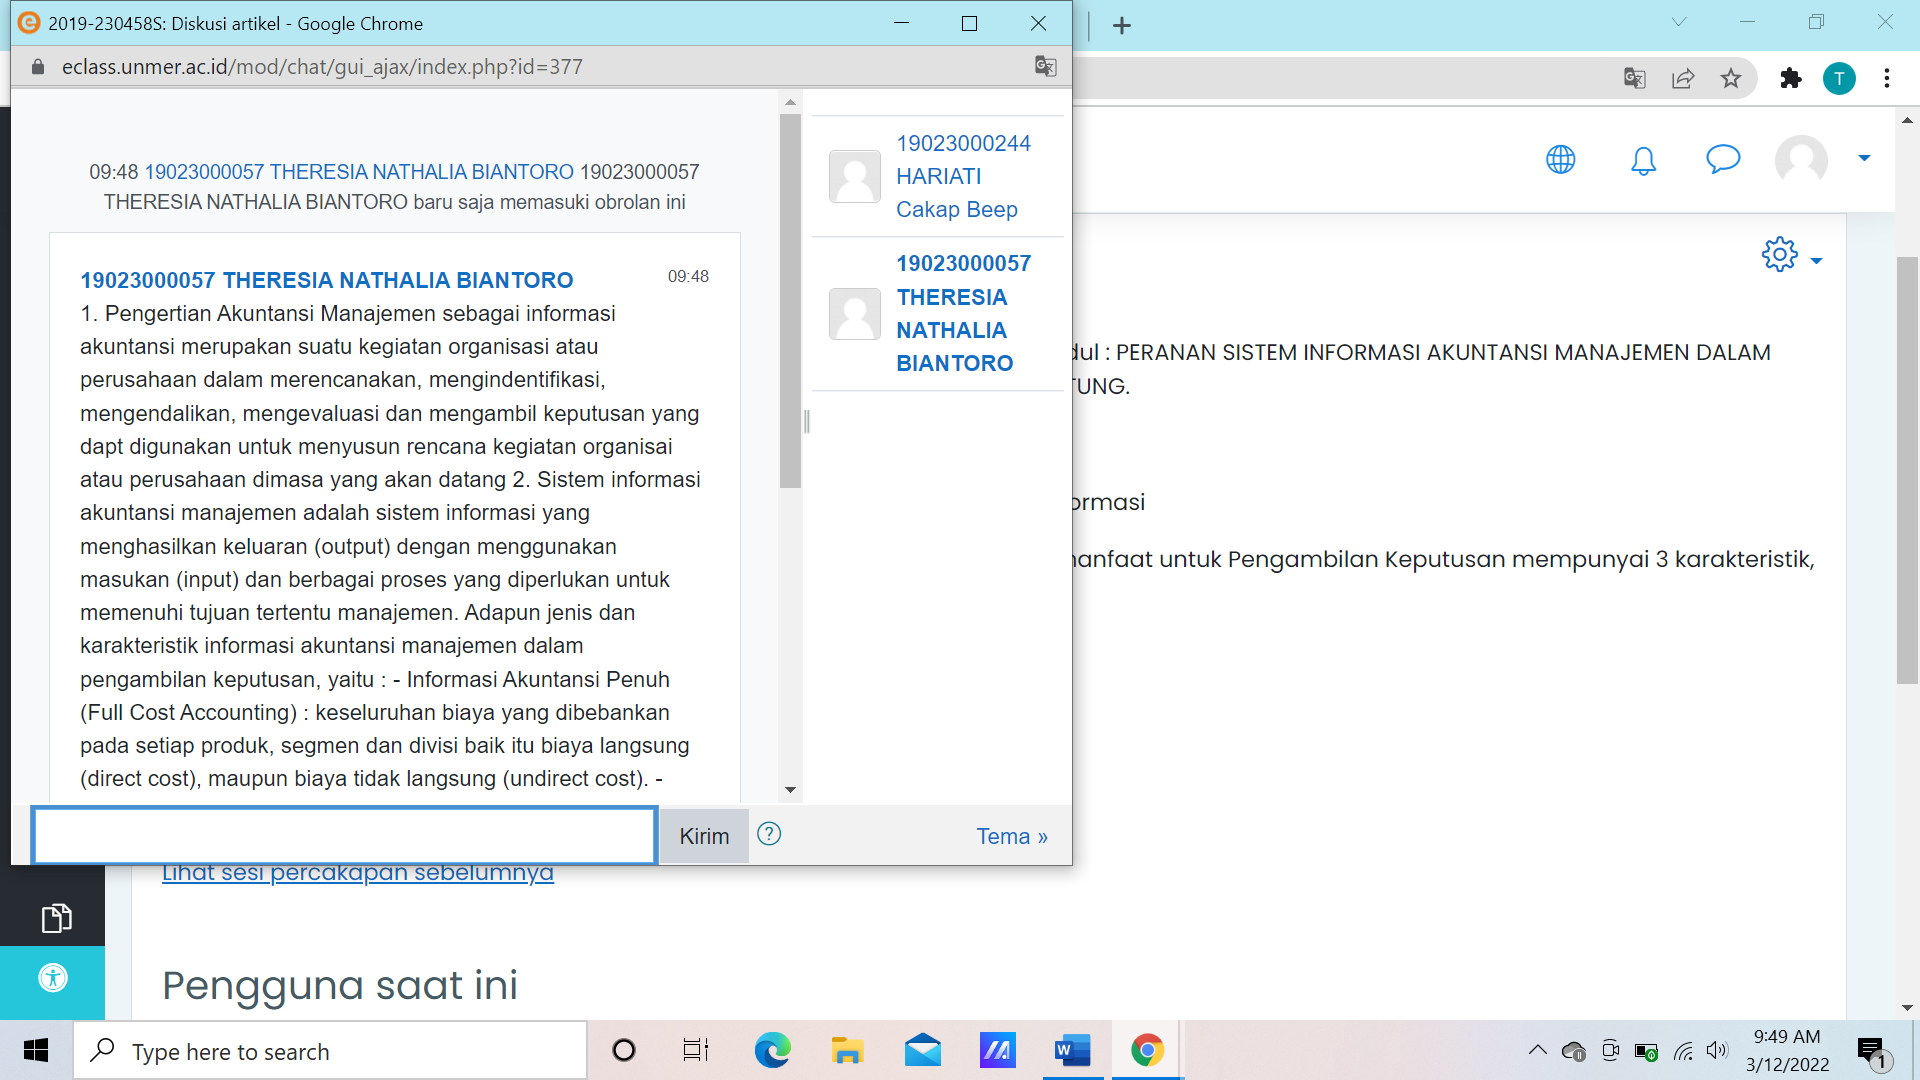 2019-230458S: Diskusi artikel - Google Chrome
eclass.unmer.ac.id/mod/chat/gui_ajax/index.php?id=377
T
09:48 19023000057 THERESIA NATHALIA BIANTORO 19023000057
THERESIA NATHALIA BIANTORO baru saja memasuki obrolan ini
19023000057 THERESIA NATHALIA BIANTORO 09:48
1. Pengertian Akuntansi Manajemen sebagai informasi
akuntansi merupakan suatu kegiatan organisasi atau
perusahaan dalam merencanakan, mengindentifikasi,
mengendalikan, mengevaluasi dan mengambil keputusan yang
dapt digunakan untuk menyusun rencana kegiatan organisai
atau perusahaan dimasa yang akan datang 2. Sistem informasi
akuntansi manajemen adalah sistem informasi yang
menghasilkan keluaran (output) dengan menggunakan
masukan (input) dan berbagai proses yang diperlukan untuk
memenuhi tujuan tertentu manajemen. Adapun jenis dan
karakteristik informasi akuntansi manajemen dalam
pengambilan keputusan, yaitu : - Informasi Akuntansi Penuh
(Full Cost Accounting) : keseluruhan biaya yang dibebankan
pada setiap produk, segmen dan divisi baik itu biaya langsung
(direct cost), maupun biaya tidak langsung (undirect cost). -
Kirim
?
Tema »
19023000244
HARIATI
Cakap Beep
19023000057
THERESIA
NATHALIA
BIANTORO
dul : PERANAN SISTEM INFORMASI AKUNTANSI MANAJEMEN DALAM
TUNG.
ormasi
nanfaat untuk Pengambilan Keputusan mempunyai 3 karakteristik,
Lihat sesi percakapan sebelumnya
Pengguna saat ini
Type here to search
W
9:49 AM
3/12/2022
1